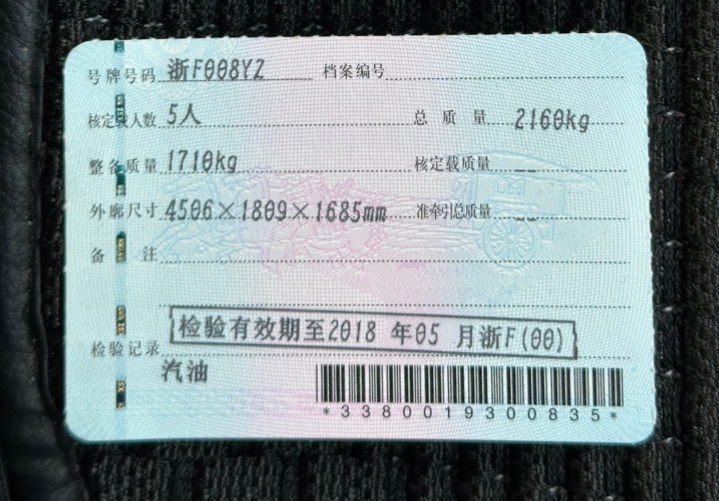 号牌号码 浙F008YZ 档案编号
核定载人数 5人 总质量 2160kg
整备质量 1710kg 核定载质量 --
外廓尺寸 4506×1809×1685mm 准牵引总质量 --
备注
检验记录 检验有效期至2018 年05 月浙F(00)
汽油
*3380019300835*